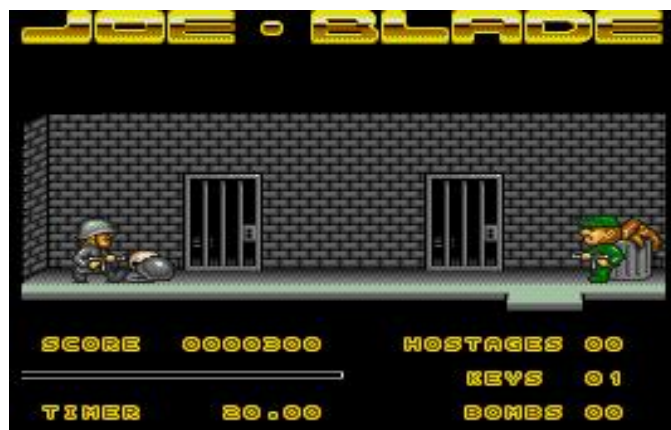 JOE · BLADE
SCORE 0000300 HOSTAGES 00
KEYS 01
TIMER 20.00 BOMBS 00